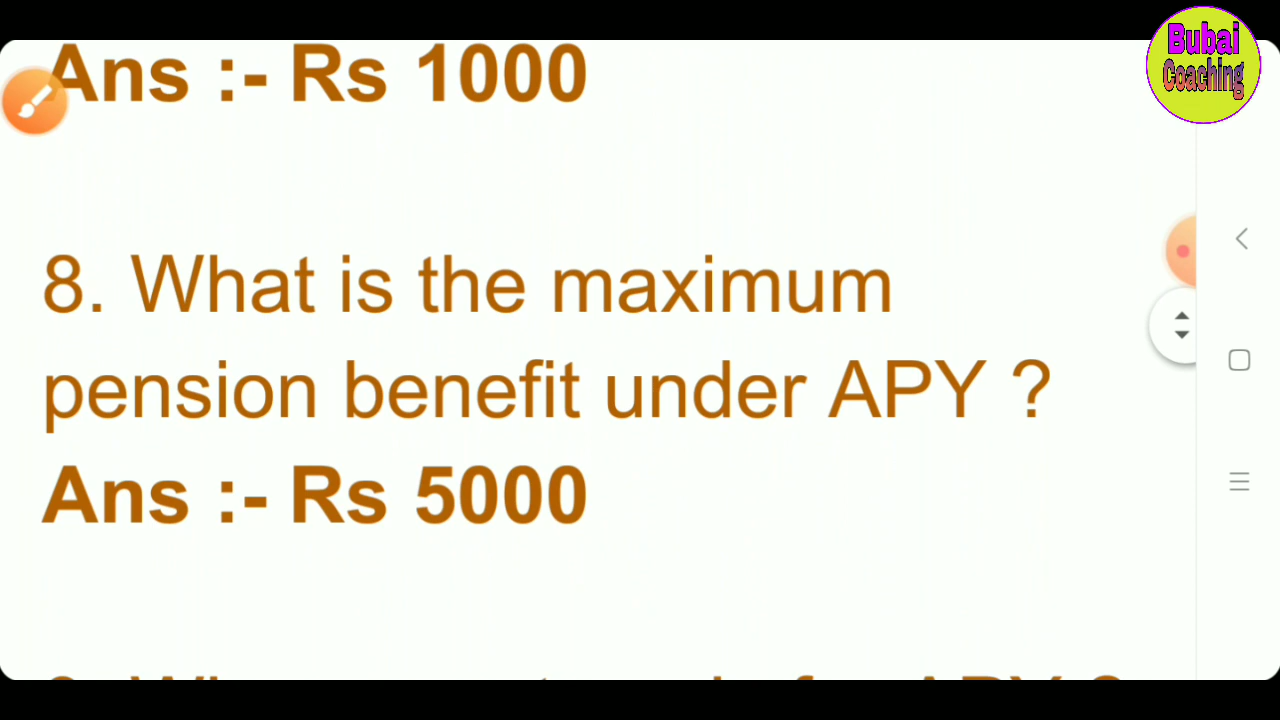 Bubai
Coaching
Ans :- Rs 1000
8. What is the maximum
pension benefit under APY ?
Ans :- Rs 5000